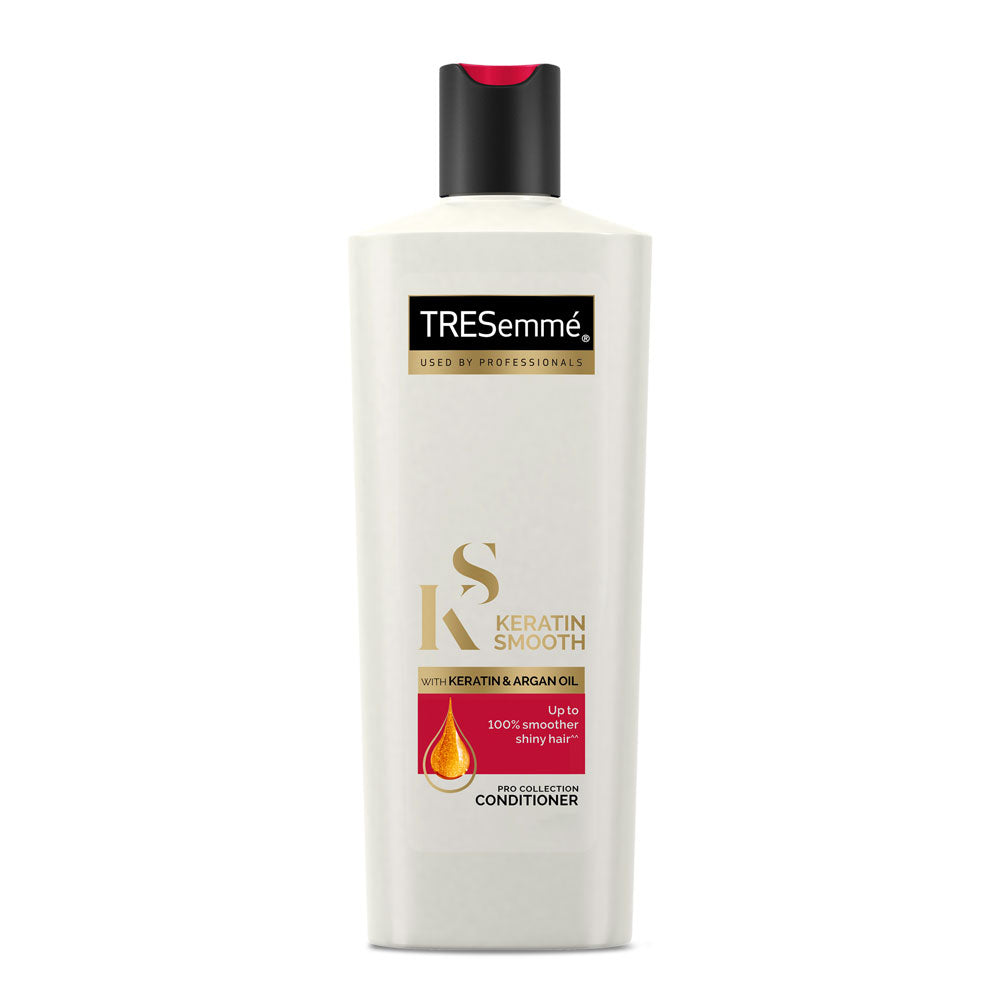 TRESemmé®
USED BY PROFESSIONALS
KS
KERATIN
SMOOTH
WITH KERATIN & ARGAN OIL
Up to
100% smoother
shiny hair^^
PRO COLLECTION
CONDITIONER